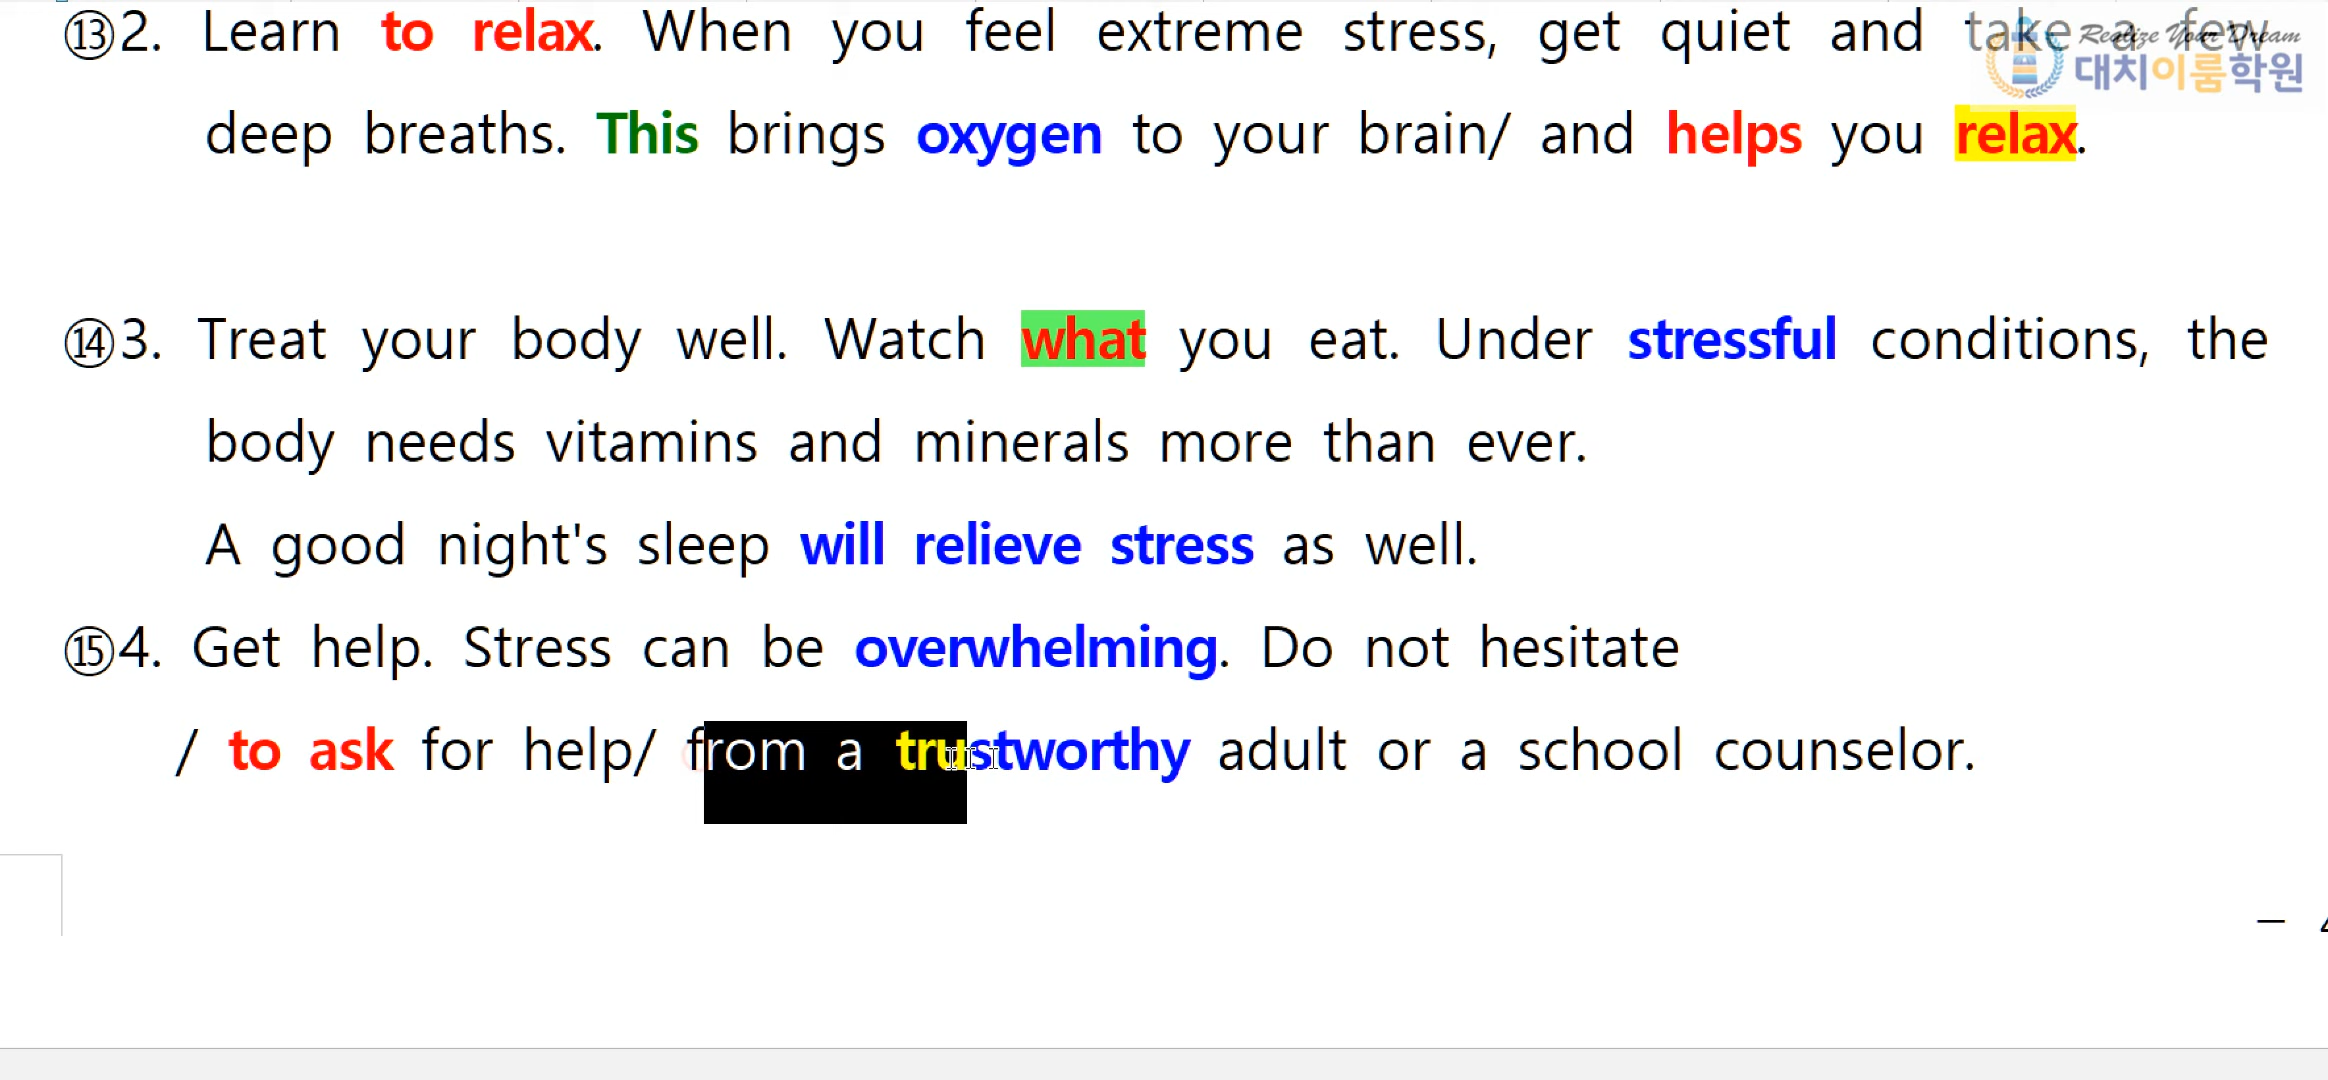 ⑬2. Learn to relax. When you feel extreme stress, get quiet and take a few
Realize Your Dream
대치이룸학원
deep breaths. This brings oxygen to your brain/ and helps you relax.
⑭3. Treat your body well. Watch what you eat. Under stressful conditions, the
body needs vitamins and minerals more than ever.
A good night's sleep will relieve stress as well.
⑮4. Get help. Stress can be overwhelming. Do not hesitate
/ to ask for help/ from a trustworthy adult or a school counselor.